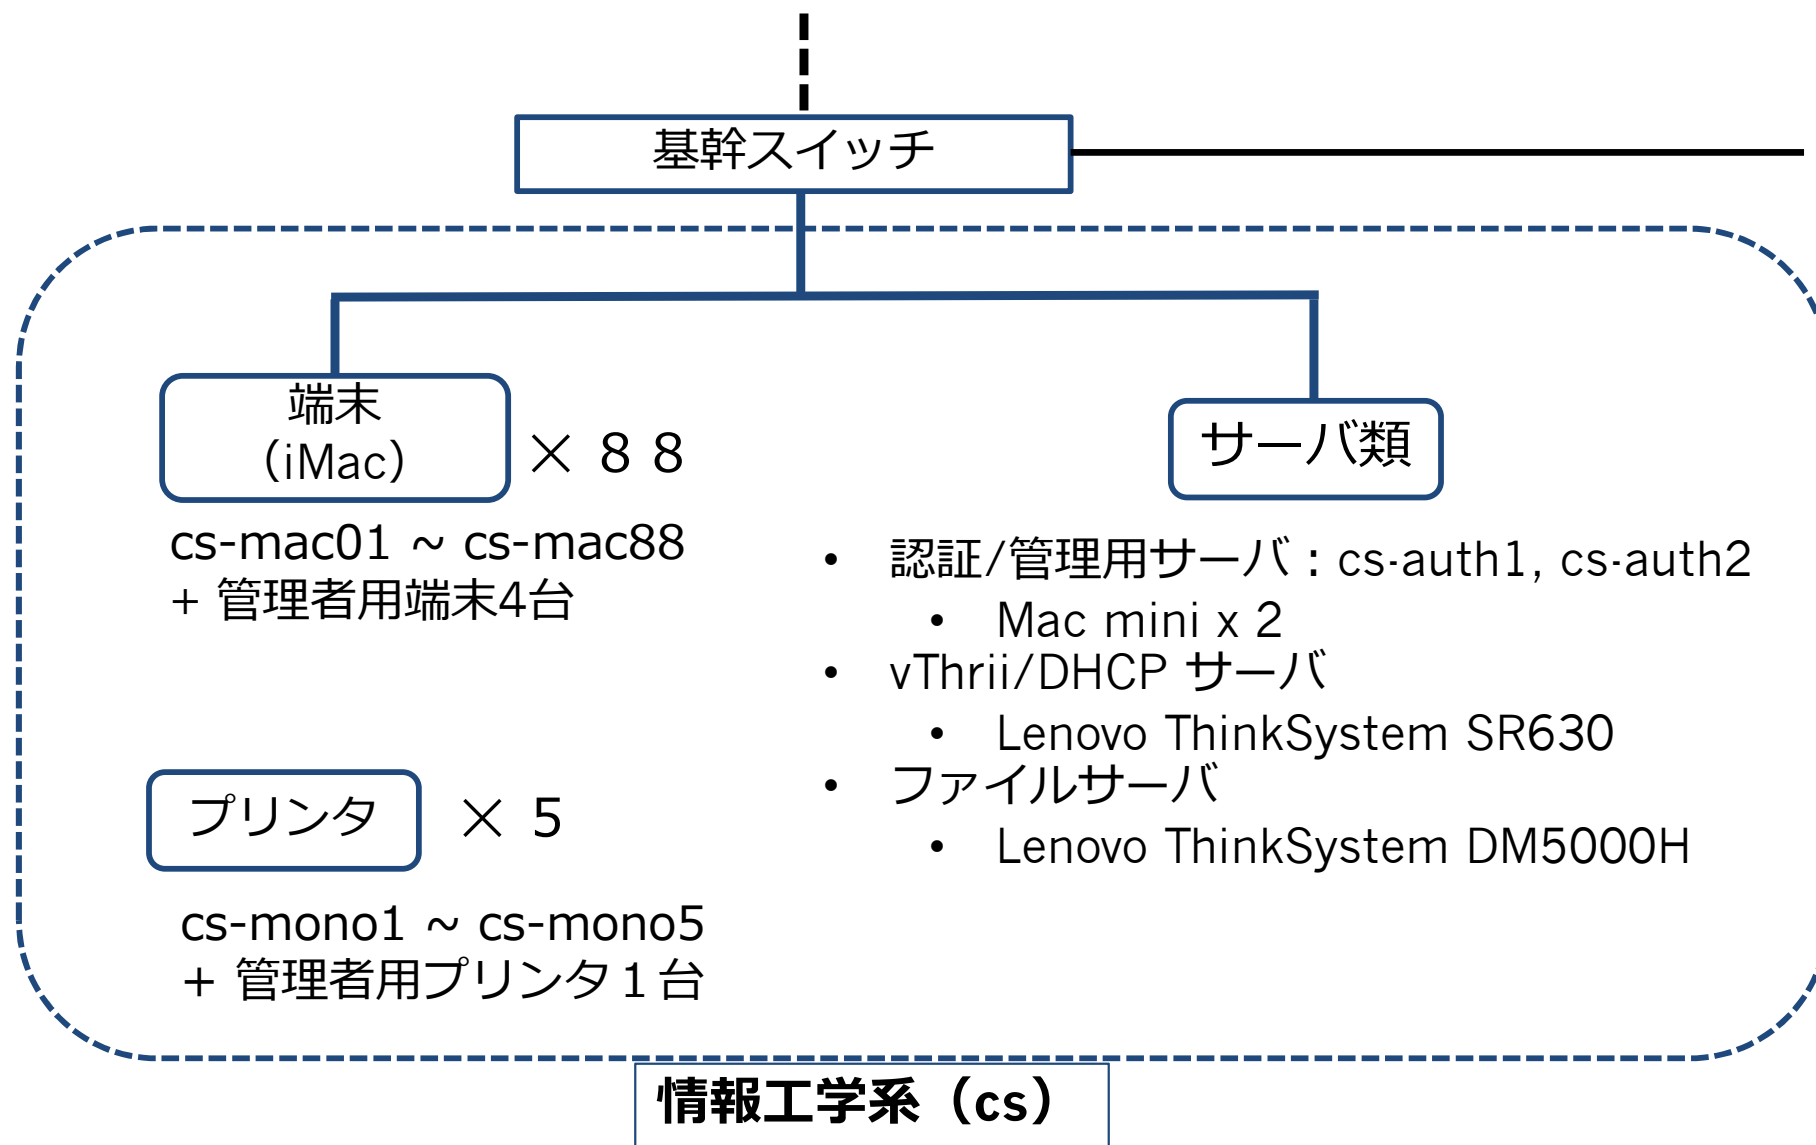 基幹スイッチ
端末
（iMac）
× ８８
cs-mac01 ~ cs-mac88
+ 管理者用端末4台
プリンタ
× ５
cs-mono1 ~ cs-mono5
+ 管理者用プリンタ１台
サーバ類
• 認証/管理用サーバ：cs-auth1, cs-auth2
• Mac mini x 2
• vThrii/DHCP サーバ
• Lenovo ThinkSystem SR630
• ファイルサーバ
• Lenovo ThinkSystem DM5000H
情報工学系（cs）